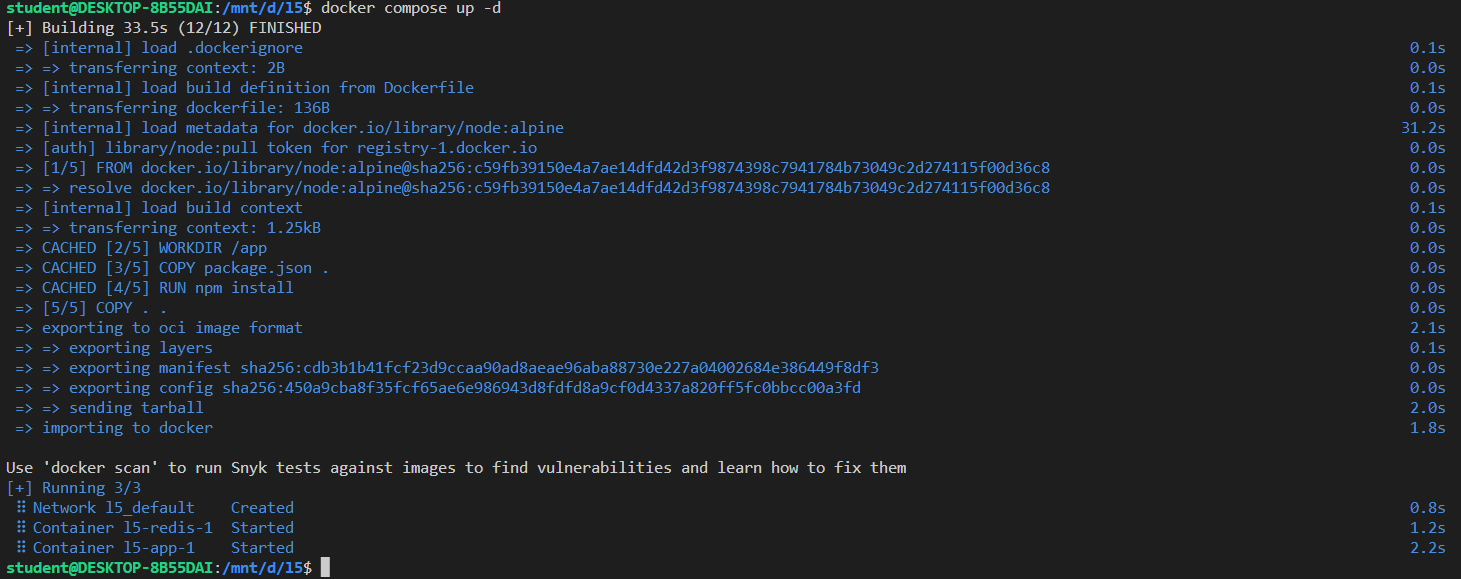 student@DESKTOP-8B55DAI:/mnt/d/l5$ docker compose up -d
[+] Building 33.5s (12/12) FINISHED
=> [internal] load .dockerignore 0.1s
=> => transferring context: 2B 0.0s
=> [internal] load build definition from Dockerfile 0.1s
=> => transferring dockerfile: 136B 0.0s
=> [internal] load metadata for docker.io/library/node:alpine 31.2s
=> [auth] library/node:pull token for registry-1.docker.io 0.0s
=> [1/5] FROM docker.io/library/node:alpine@sha256:c59fb39150e4a7ae14dfd42d3f9874398c7941784b73049c2d274115f00d36c8 0.0s
=> => resolve docker.io/library/node:alpine@sha256:c59fb39150e4a7ae14dfd42d3f9874398c7941784b73049c2d274115f00d36c8 0.0s
=> [internal] load build context 0.1s
=> => transferring context: 1.25kB 0.0s
=> CACHED [2/5] WORKDIR /app 0.0s
=> CACHED [3/5] COPY package.json . 0.0s
=> CACHED [4/5] RUN npm install 0.0s
=> [5/5] COPY . . 0.0s
=> exporting to oci image format 2.1s
=> => exporting layers 0.1s
=> => exporting manifest sha256:cdb3b1b41fcf23d9ccaa90ad8aeae96aba88730e227a04002684e386449f8df3 0.0s
=> => exporting config sha256:450a9cba8f35fcf65ae6e986943d8fdfd8a9cf0d4337a820ff5fc0bbcc00a3fd 0.0s
=> => sending tarball 2.0s
=> importing to docker 1.8s
Use 'docker scan' to run Snyk tests against images to find vulnerabilities and learn how to fix them
[+] Running 3/3
⠿ Network l5_default Created 0.8s
⠿ Container l5-redis-1 Started 1.2s
⠿ Container l5-app-1 Started 2.2s
student@DESKTOP-8B55DAI:/mnt/d/l5$